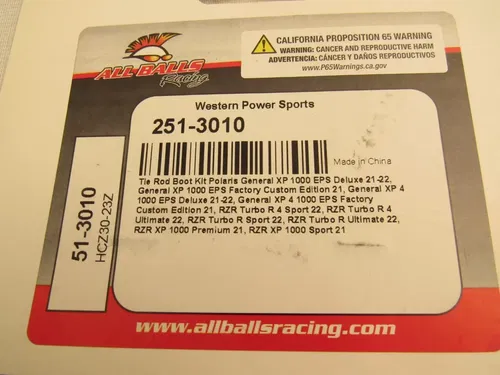 ALL BALLS
Racing
CALIFORNIA PROPOSITION 65 WARNING
WARNING: CANCER AND REPRODUCTIVE HARM
ADVERTENCIA: CÁNCER Y DAÑOS REPRODUCTIVOS
www.P65Warnings.ca.gov
Western Power Sports
251-3010
Made in China
Tie Rod Boot Kit Polaris General XP 1000 EPS Deluxe 21-22,
General XP 1000 EPS Factory Custom Edition 21, General XP 4
1000 EPS Deluxe 21-22, General XP 4 1000 EPS Factory
Custom Edition 21, RZR Turbo R 4 Sport 22, RZR Turbo R 4
Ultimate 22, RZR Turbo R Sport 22, RZR Turbo R Ultimate 22,
RZR XP 1000 Premium 21, RZR XP 1000 Sport 21
51-3010
HCZ30-23Z
www.allballsracing.com